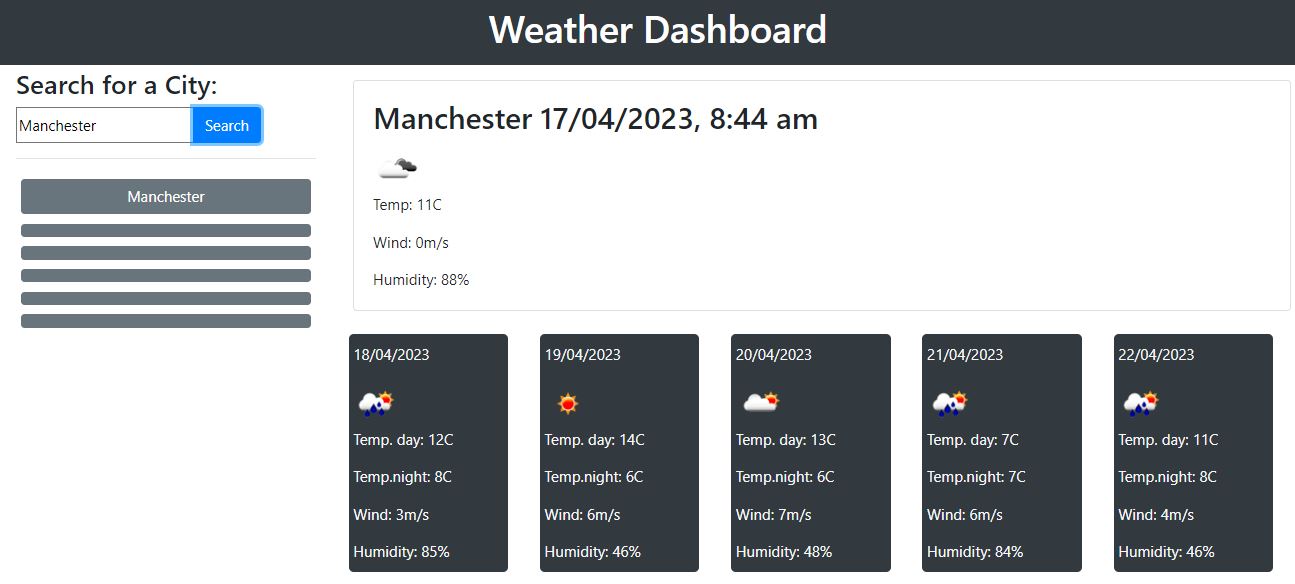 Weather Dashboard
Search for a City:
Manchester
Search
Manchester
Manchester 17/04/2023, 8:44 am
Temp: 11C
Wind: 0m/s
Humidity: 88%
18/04/2023
Temp. day: 12C
Temp.night: 8C
Wind: 3m/s
Humidity: 85%
19/04/2023
Temp. day: 14C
Temp.night: 6C
Wind: 6m/s
Humidity: 46%
20/04/2023
Temp. day: 13C
Temp.night: 6C
Wind: 7m/s
Humidity: 48%
21/04/2023
Temp. day: 7C
Temp.night: 7C
Wind: 6m/s
Humidity: 84%
22/04/2023
Temp. day: 11C
Temp.night: 8C
Wind: 4m/s
Humidity: 46%